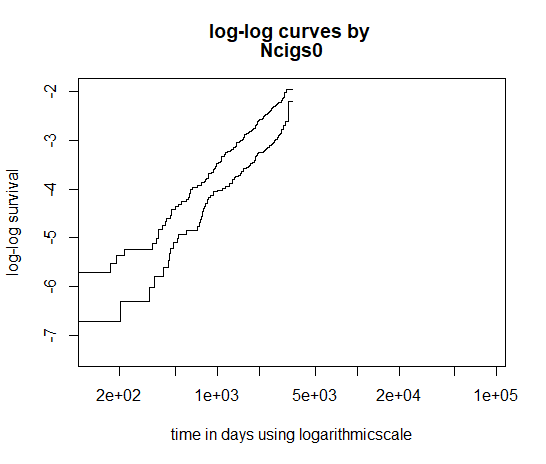 log-log curves by
Ncigs0
log-log survival
-2
-3
-4
-5
-6
-7
2e+02 1e+03 5e+03 2e+04 1e+05
time in days using logarithmicscale